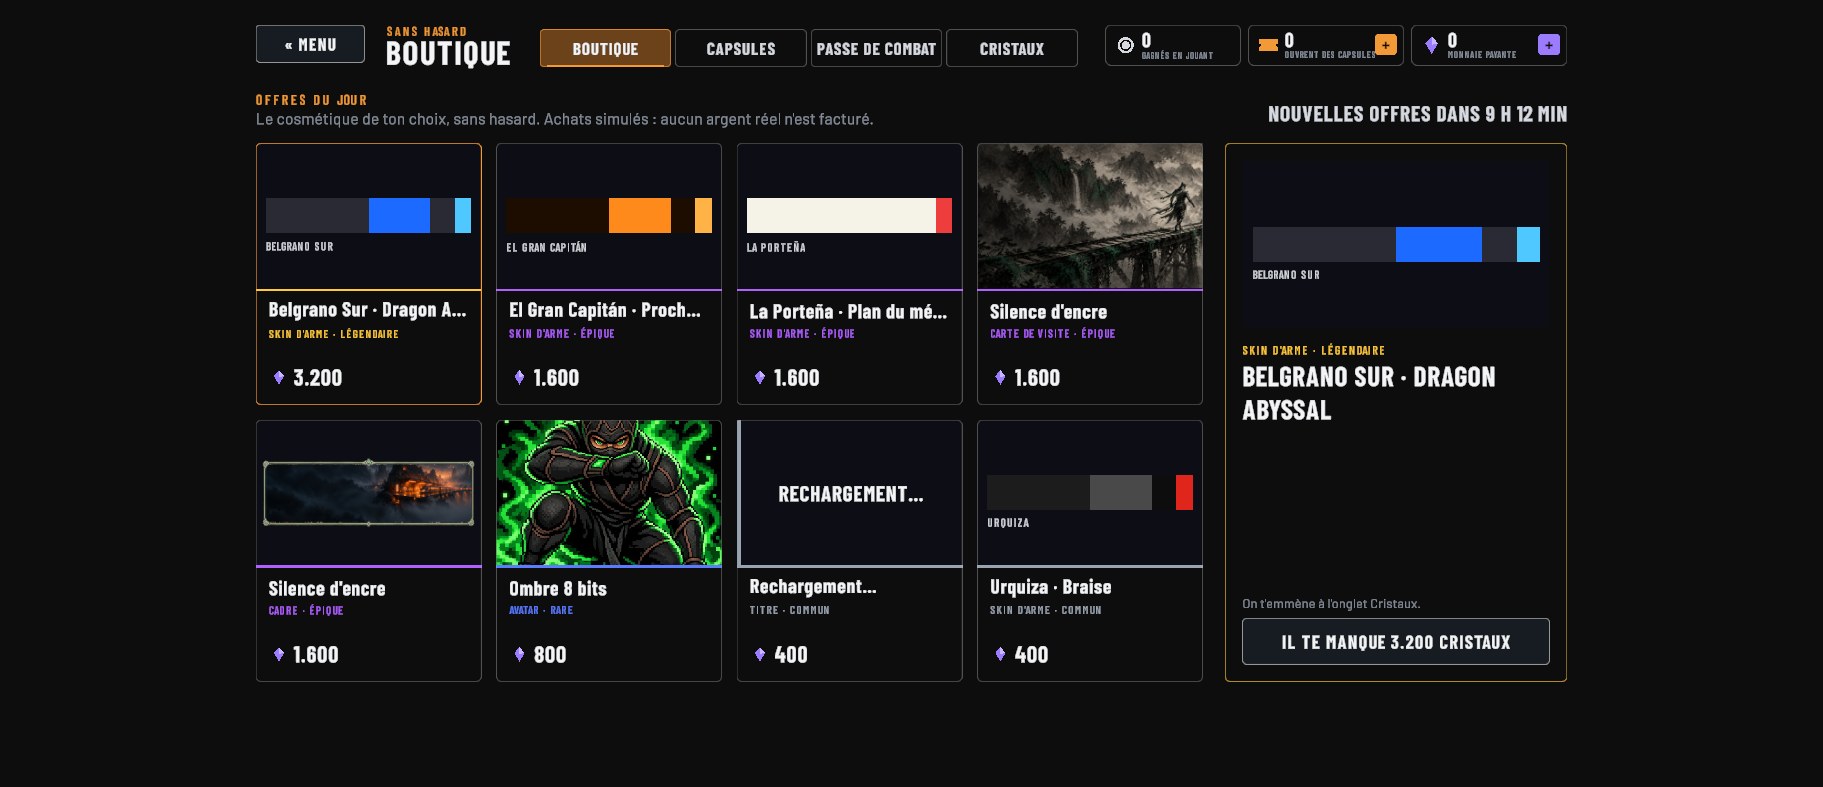 « MENU
SANS HASARD
BOUTIQUE
BOUTIQUE
CAPSULES
PASSE DE COMBAT
CRISTAUX
0
GAGNÉS EN JOUANT
0
OUVRENT DES CAPSULES
+
0
MONNAIE PAYANTE
+
OFFRES DU JOUR
Le cosmétique de ton choix, sans hasard. Achats simulés : aucun argent réel n'est facturé.
NOUVELLES OFFRES DANS 9 H 12 MIN
BELGRANO SUR
Belgrano Sur · Dragon A...
SKIN D'ARME · LÉGENDAIRE
3.200
EL GRAN CAPITÁN
El Gran Capitán · Proch...
SKIN D'ARME · ÉPIQUE
1.600
LA PORTEÑA
La Porteña · Plan du mé...
SKIN D'ARME · ÉPIQUE
1.600
Silence d'encre
CARTE DE VISITE · ÉPIQUE
1.600
Silence d'encre
CADRE · ÉPIQUE
1.600
Ombre 8 bits
AVATAR · RARE
800
RECHARGEMENT...
Rechargement...
TITRE · COMMUN
400
URQUIZA
Urquiza · Braise
SKIN D'ARME · COMMUN
400
BELGRANO SUR
SKIN D'ARME · LÉGENDAIRE
BELGRANO SUR · DRAGON
ABYSSAL
On t'emmène à l'onglet Cristaux.
IL TE MANQUE 3.200 CRISTAUX